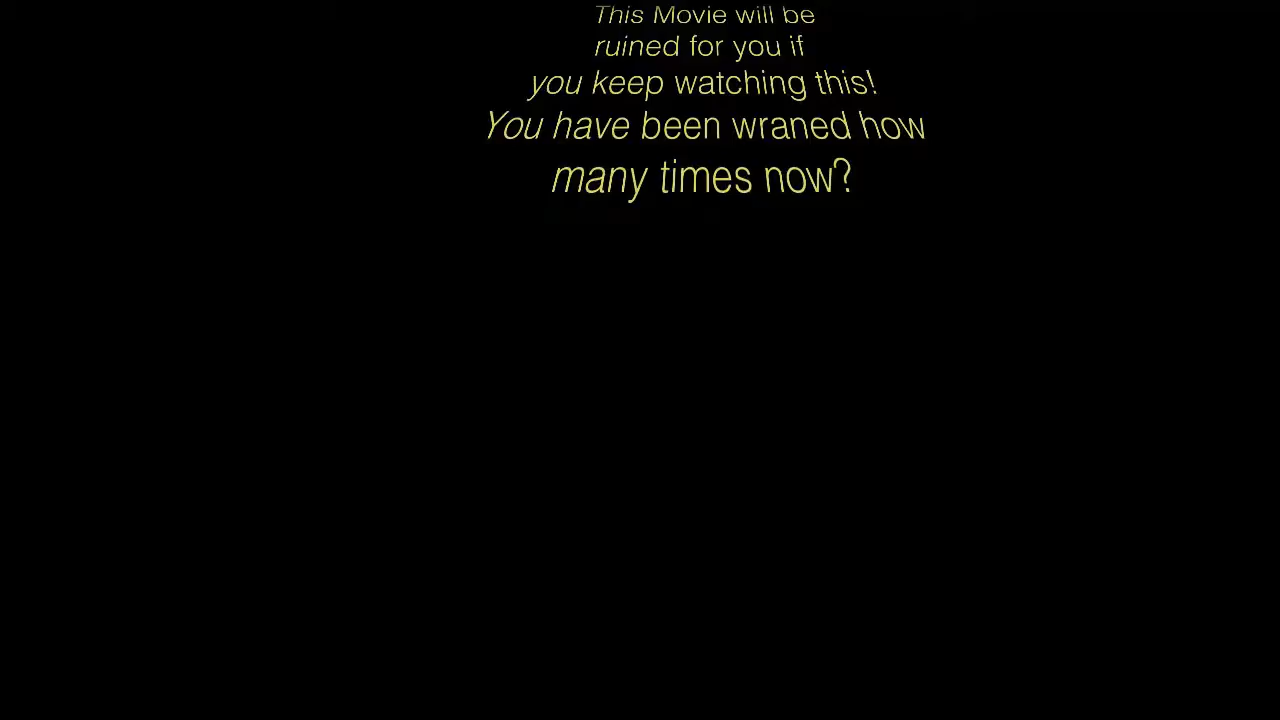 This Movie will be
ruined for you if
you keep watching this!
You have been wraned how
many times now?